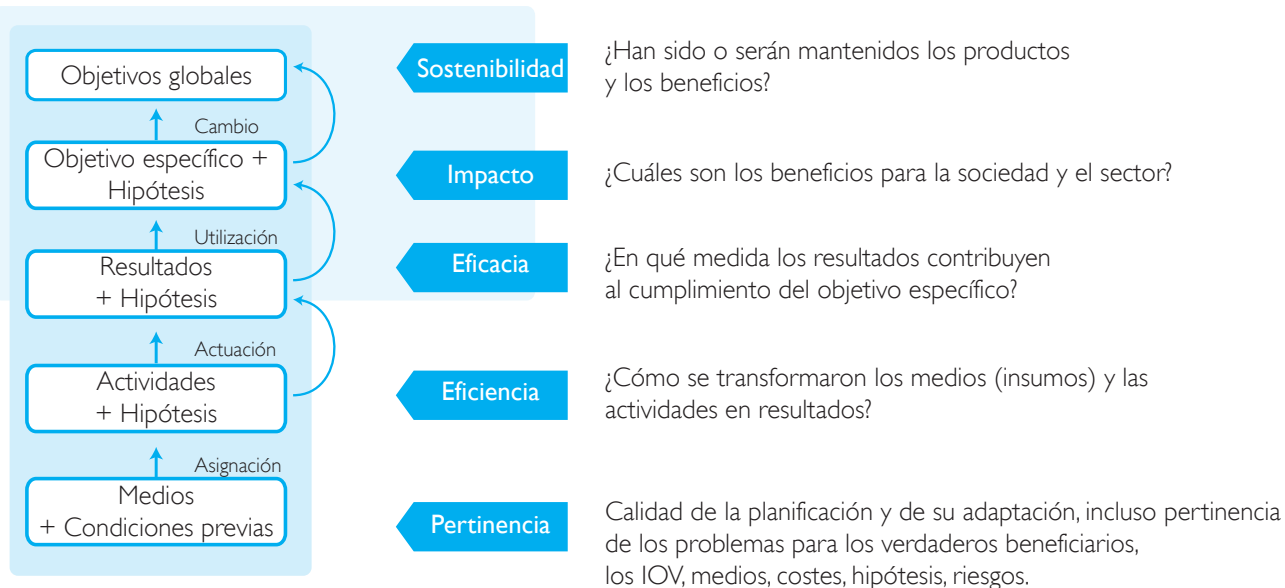 Objetivos globales
Cambio
Objetivo específico +
Hipótesis
Utilización
Resultados
+ Hipótesis
Actuación
Actividades
+ Hipótesis
Asignación
Medios
+ Condiciones previas
Sostenibilidad
¿Han sido o serán mantenidos los productos
y los beneficios?
Impacto
¿Cuáles son los beneficios para la sociedad y el sector?
Eficacia
¿En qué medida los resultados contribuyen
al cumplimiento del objetivo específico?
Eficiencia
¿Cómo se transformaron los medios (insumos) y las
actividades en resultados?
Pertinencia
Calidad de la planificación y de su adaptación, incluso pertinencia
de los problemas para los verdaderos beneficiarios,
los IOV, medios, costes, hipótesis, riesgos.